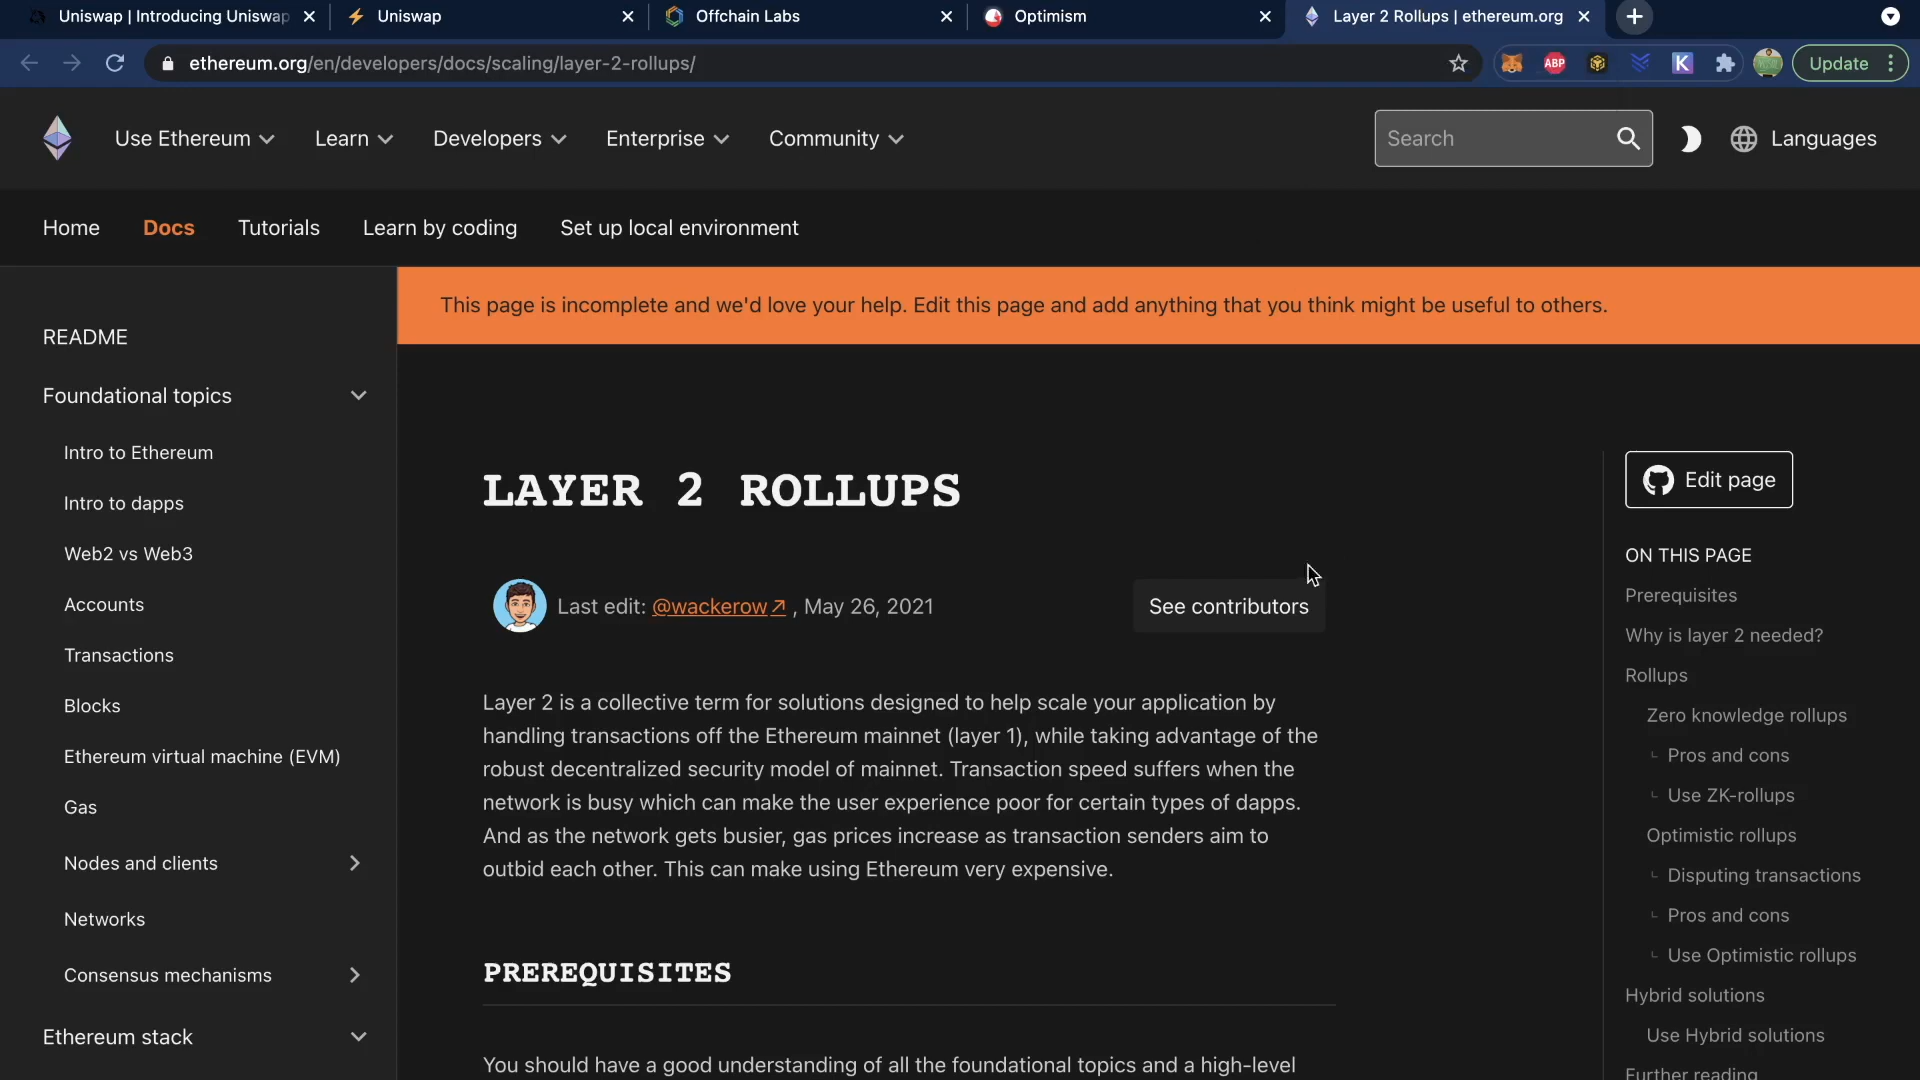 Uniswap | Introducing Uniswap
Uniswap
Offchain Labs
Optimism
Layer 2 Rollups | ethereum.org
ethereum.org/en/developers/docs/scaling/layer-2-rollups/
ABP
K
Update
Use Ethereum
Learn
Developers
Enterprise
Community
Search
Languages
Home
Docs
Tutorials
Learn by coding
Set up local environment
This page is incomplete and we'd love your help. Edit this page and add anything that you think might be useful to others.
README
Foundational topics
Intro to Ethereum
Intro to dapps
Web2 vs Web3
Accounts
Transactions
Blocks
Ethereum virtual machine (EVM)
Gas
Nodes and clients
Networks
Consensus mechanisms
Ethereum stack
LAYER 2 ROLLUPS
Last edit: @wackerow↗ , May 26, 2021
See contributors
Layer 2 is a collective term for solutions designed to help scale your application by
handling transactions off the Ethereum mainnet (layer 1), while taking advantage of the
robust decentralized security model of mainnet. Transaction speed suffers when the
network is busy which can make the user experience poor for certain types of dapps.
And as the network gets busier, gas prices increase as transaction senders aim to
outbid each other. This can make using Ethereum very expensive.
PREREQUISITES
You should have a good understanding of all the foundational topics and a high-level
Edit page
ON THIS PAGE
Prerequisites
Why is layer 2 needed?
Rollups
Zero knowledge rollups
Pros and cons
Use ZK-rollups
Optimistic rollups
Disputing transactions
Pros and cons
Use Optimistic rollups
Hybrid solutions
Use Hybrid solutions
Further reading